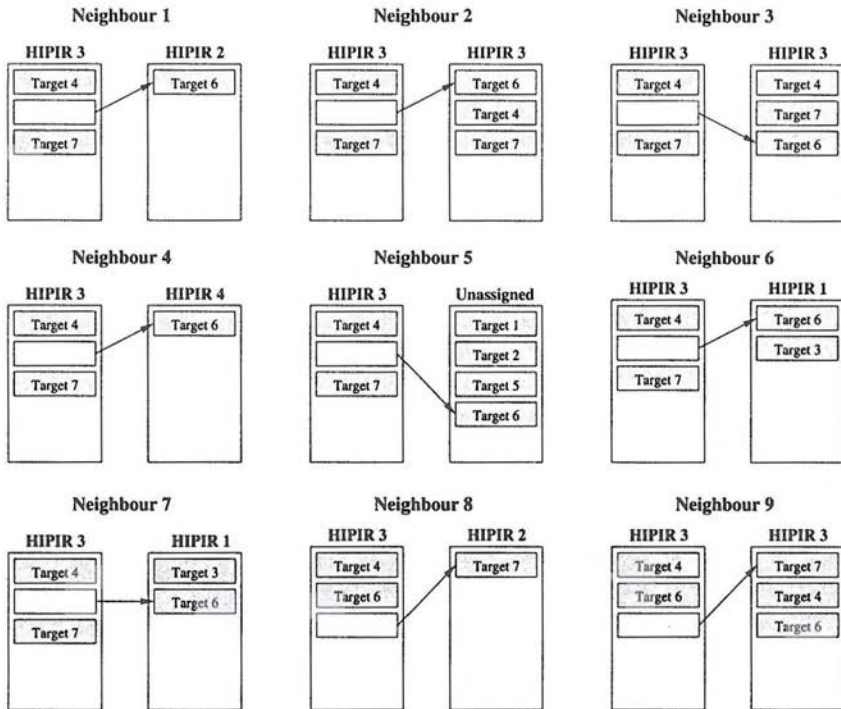 Neighbour 1
Neighbour 2
Neighbour 3
HIPIR 3
HIPIR 2
HIPIR 3
HIPIR 3
HIPIR 3
HIPIR 3
Target 4
Target 6
Target 4
Target 6
Target 4
Target 4
Target 4
Target 7
Target 7
Target 7
Target 7
Target 7
Target 6
Neighbour 4
Neighbour 5
Neighbour 6
HIPIR 3
HIPIR 4
HIPIR 3
Unassigned
HIPIR 3
HIPIR 1
Target 4
Target 6
Target 4
Target 1
Target 4
Target 6
Target 2
Target 3
Target 7
Target 7
Target 5
Target 7
Target 6
Neighbour 7
Neighbour 8
Neighbour 9
HIPIR 3
HIPIR 1
HIPIR 3
HIPIR 2
HIPIR 3
HIPIR 3
Target 4
Target 3
Target 4
Target 7
Target 4
Target 7
Target 6
Target 6
Target 6
Target 4
Target 7
Target 6